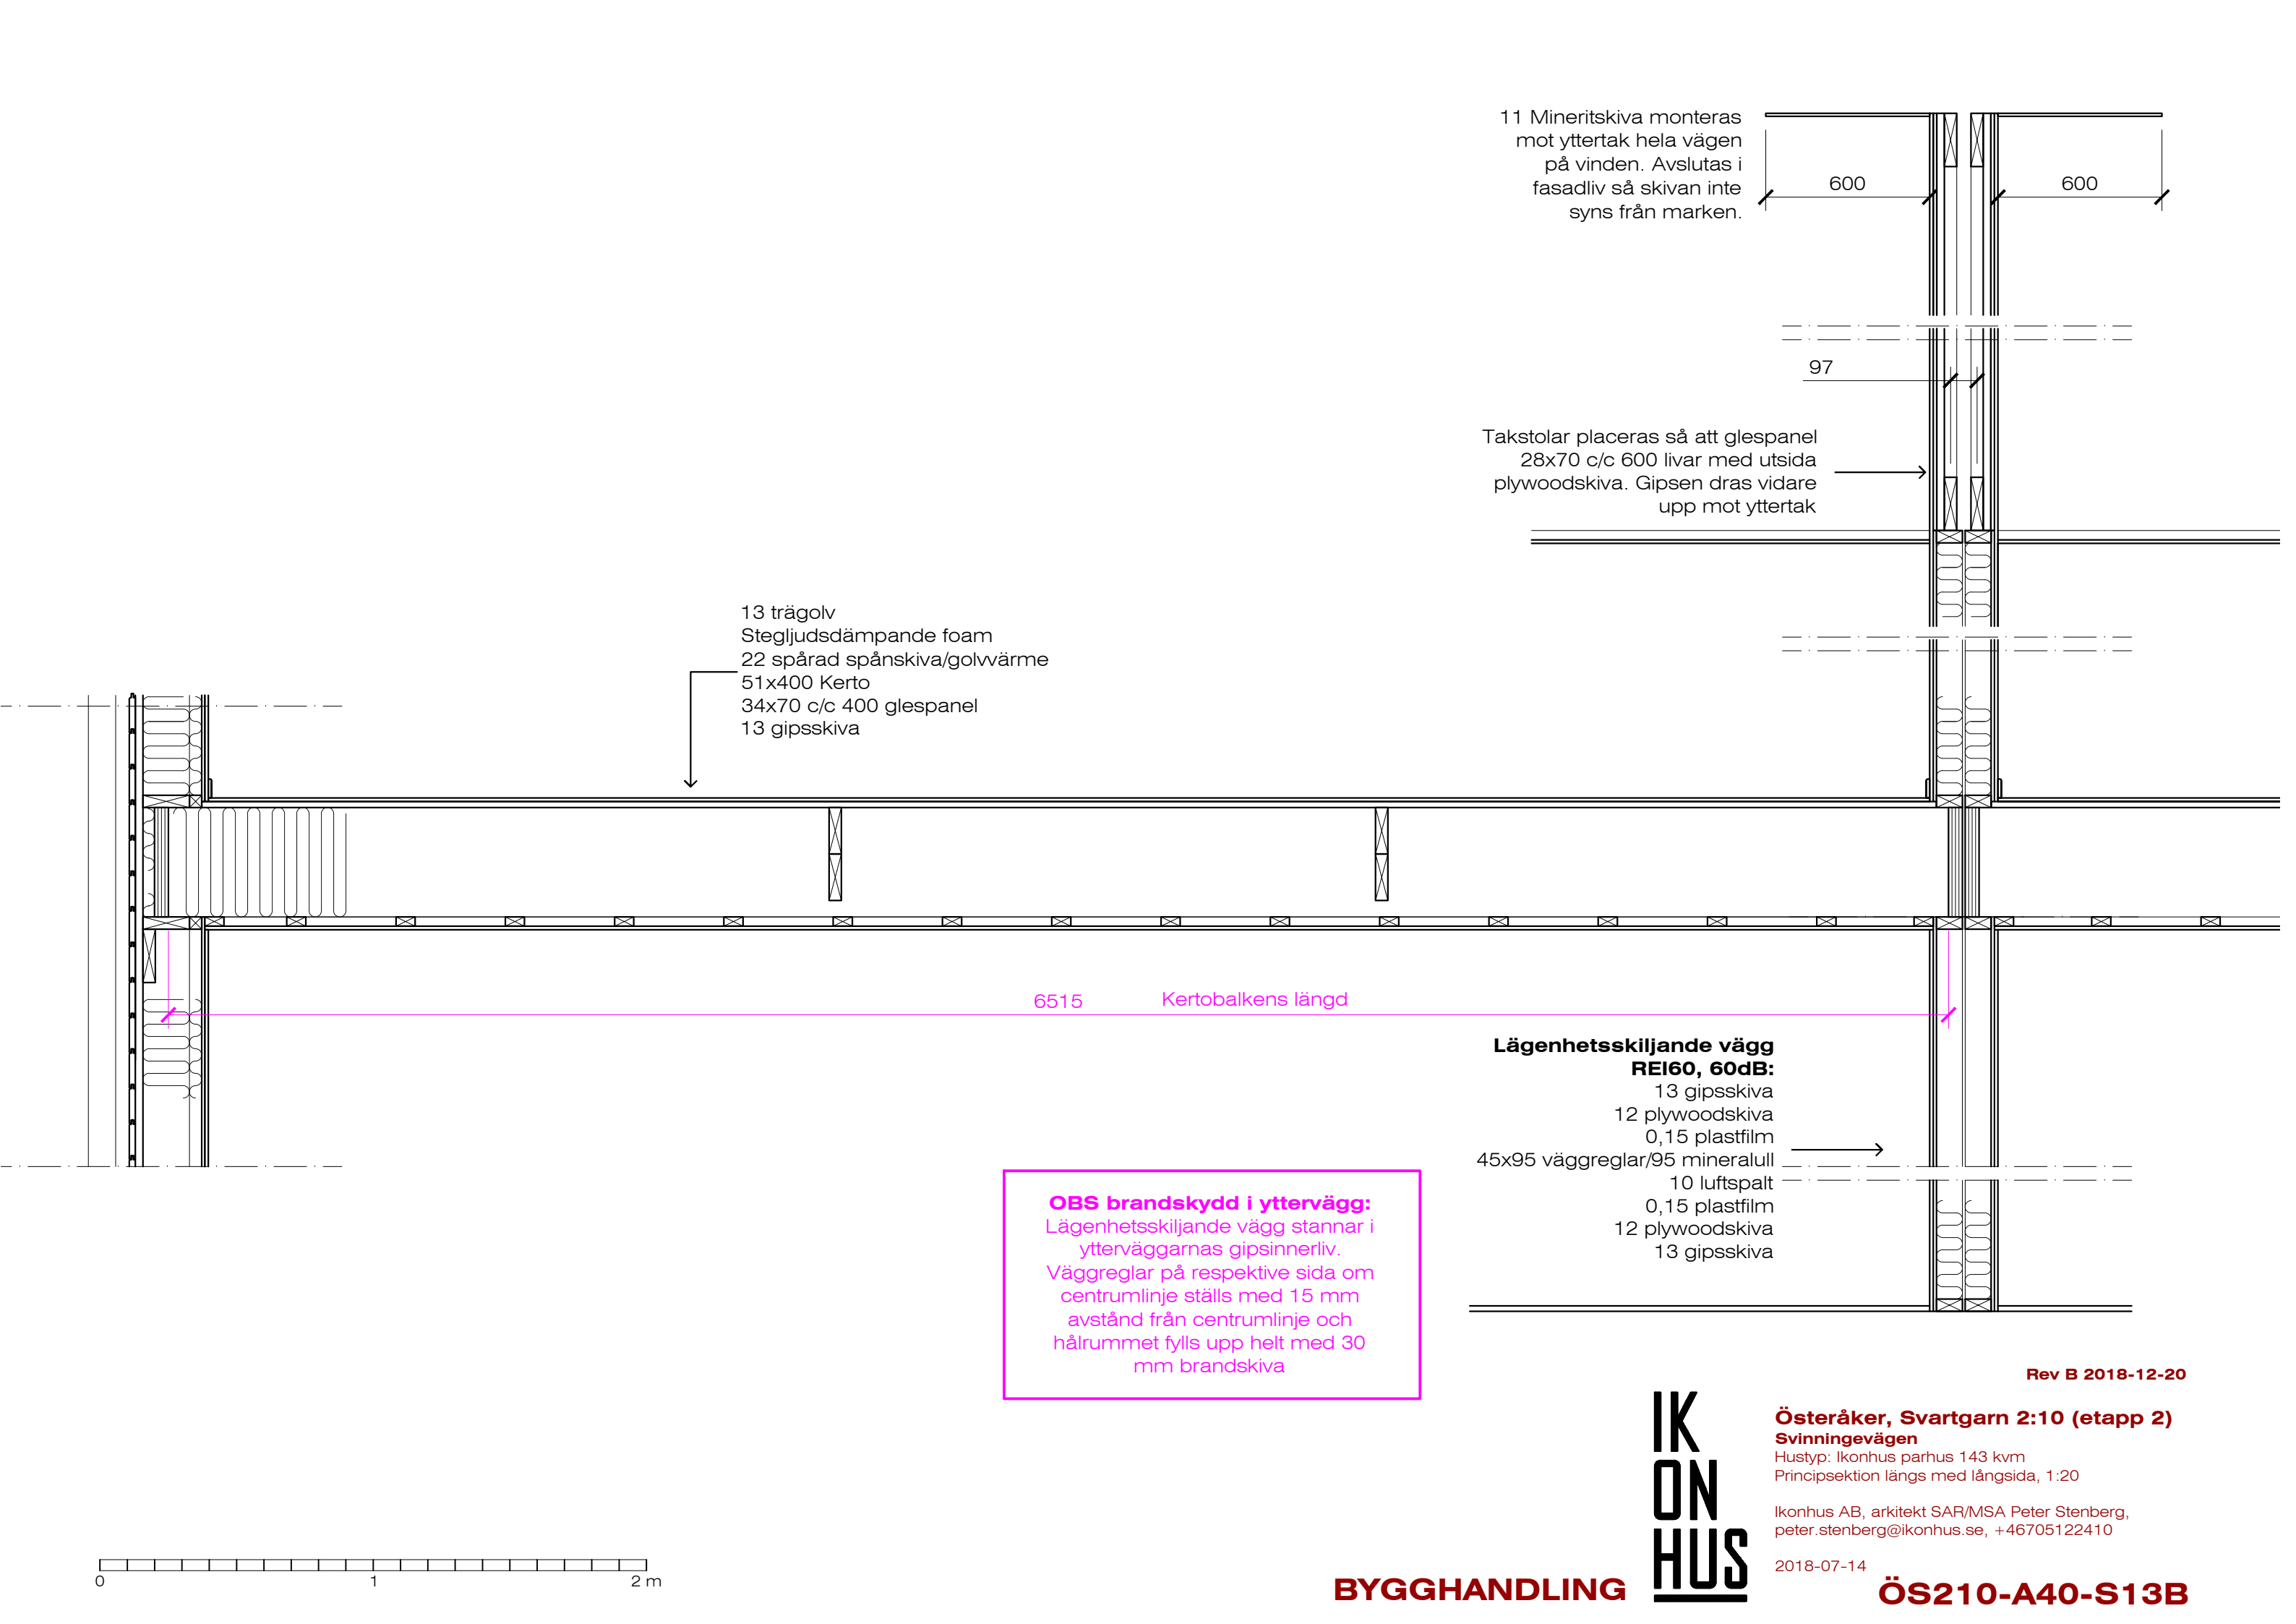 11 Mineritskiva monteras
mot yttertak hela vägen
på vinden. Avslutas i
fasadliv så skivan inte
syns från marken.
600
600
97
Takstolar placeras så att glespanel
28x70 c/c 600 livar med utsida
plywoodskiva. Gipsen dras vidare
upp mot yttertak
13 trägolv
Stegljudsdämpande foam
22 spårad spånskiva/golvvärme
51x400 Kerto
34x70 c/c 400 glespanel
13 gipsskiva
6515
Kertobalkens längd
Lägenhetsskiljande vägg
REI60, 60dB:
13 gipsskiva
12 plywoodskiva
0,15 plastfilm
45x95 väggreglar/95 mineralull
10 luftspalt
0,15 plastfilm
12 plywoodskiva
13 gipsskiva
OBS brandskydd i yttervägg:
Lägenhetsskiljande vägg stannar i
ytterväggarnas gipsinnerliv.
Väggreglar på respektive sida om
centrumlinje ställs med 15 mm
avstånd från centrumlinje och
hålrummet fylls upp helt med 30
mm brandskiva
Rev B 2018-12-20
IK
ON
HUS
Österåker, Svartgarn 2:10 (etapp 2)
Svinningevägen
Hustyp: Ikonhus parhus 143 kvm
Principsektion längs med långsida, 1:20
Ikonhus AB, arkitekt SAR/MSA Peter Stenberg,
peter.stenberg@ikonhus.se, +46705122410
2018-07-14
0
1
2 m
BYGGHANDLING
ÖS210-A40-S13B